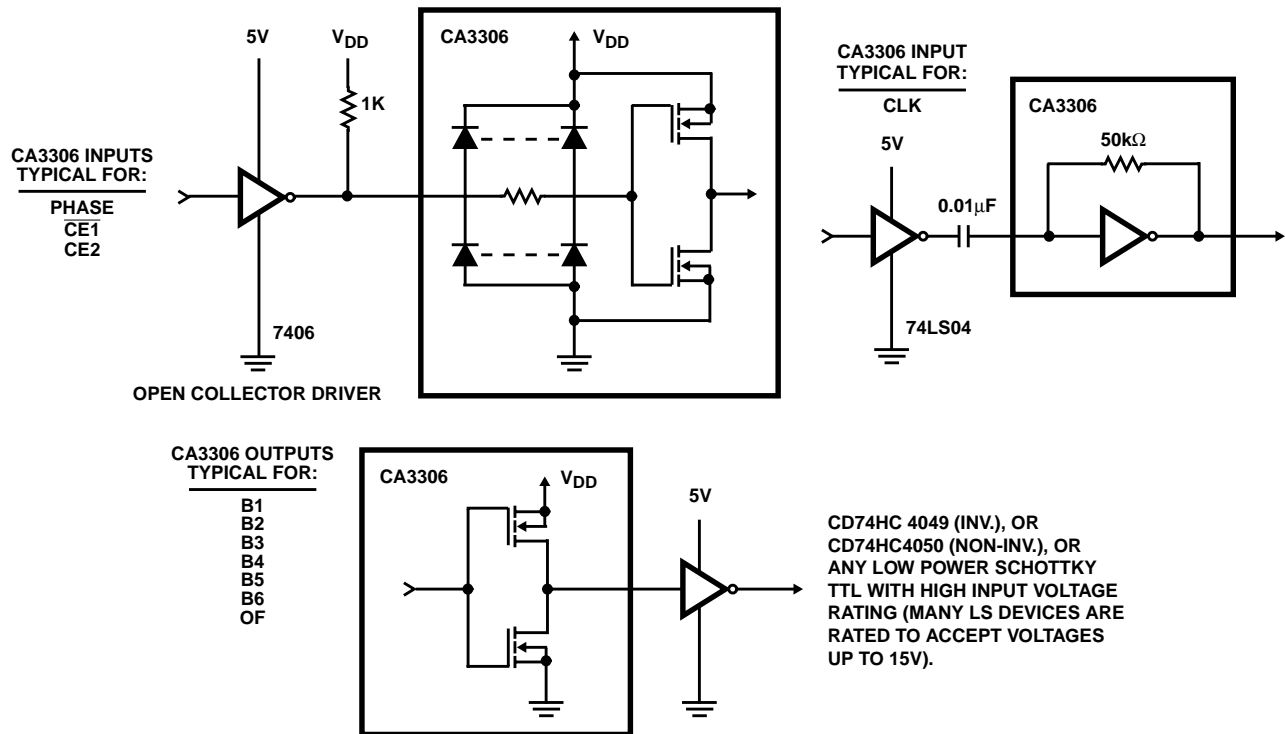 CA3306 INPUTS
TYPICAL FOR:
PHASE
CE1
CE2
5V
VDD
1K
7406
OPEN COLLECTOR DRIVER
CA3306
VDD
CA3306 INPUT
TYPICAL FOR:
CLK
5V
0.01μF
74LS04
CA3306
50kΩ
CA3306 OUTPUTS
TYPICAL FOR:
B1
B2
B3
B4
B5
B6
OF
CA3306
VDD
5V
CD74HC 4049 (INV.), OR
CD74HC4050 (NON-INV.), OR
ANY LOW POWER SCHOTTKY
TTL WITH HIGH INPUT VOLTAGE
RATING (MANY LS DEVICES ARE
RATED TO ACCEPT VOLTAGES
UP TO 15V).